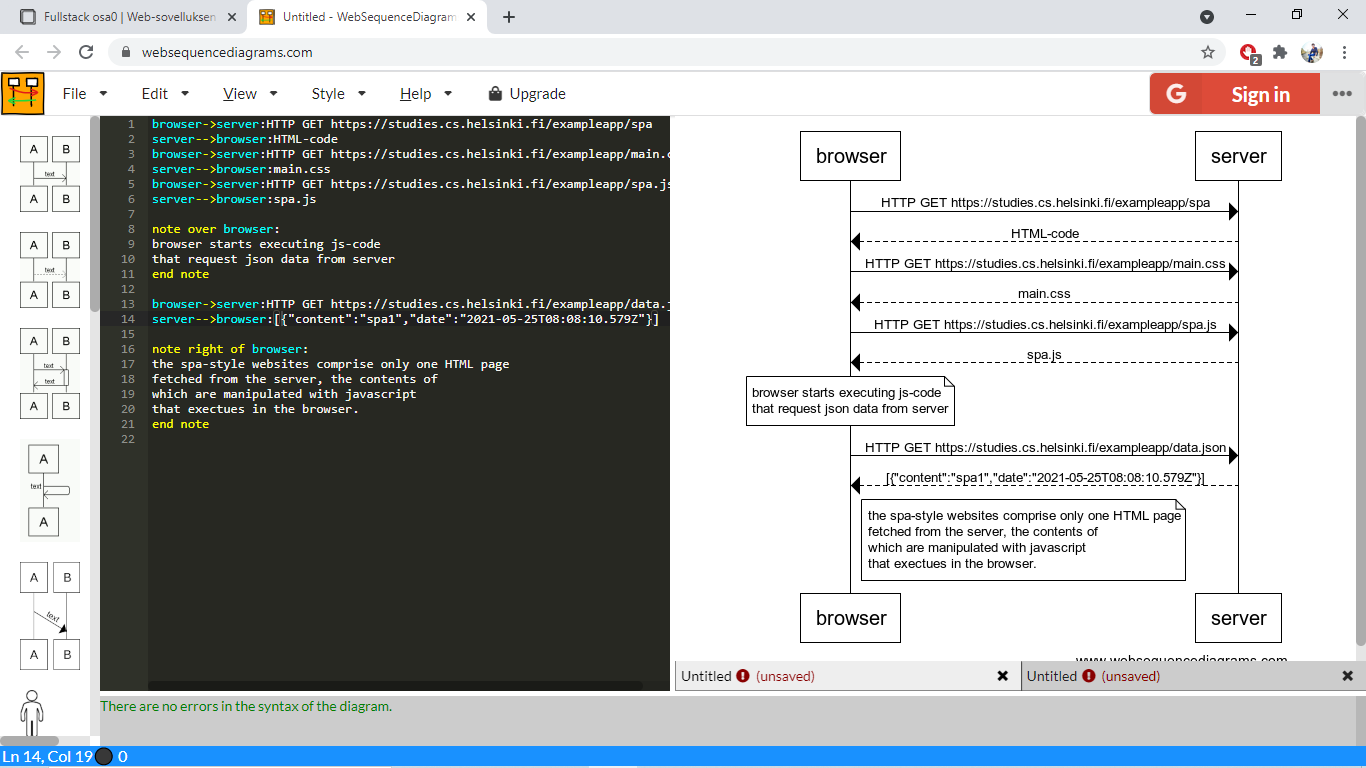 Fullstack osa0 | Web-sovelluksen
Untitled - WebSequenceDiagram
websequencediagrams.com
2
File Edit View Style Help Upgrade
G Sign in
A B
text
A B
A B
text
A B
A B
text
text
A B
A
text
A
A B
text
A B
1 browser->server:HTTP GET https://studies.cs.helsinki.fi/exampleapp/spa
2 server-->browser:HTML-code
3 browser->server:HTTP GET https://studies.cs.helsinki.fi/exampleapp/main.c
4 server-->browser:main.css
5 browser->server:HTTP GET https://studies.cs.helsinki.fi/exampleapp/spa.js
6 server-->browser:spa.js
7
8 note over browser:
9 browser starts executing js-code
10 that request json data from server
11 end note
12
13 browser->server:HTTP GET https://studies.cs.helsinki.fi/exampleapp/data.j
14 server-->browser:[{"content":"spa1","date":"2021-05-25T08:08:10.579Z"}]
15
16 note right of browser:
17 the spa-style websites comprise only one HTML page
18 fetched from the server, the contents of
19 which are manipulated with javascript
20 that exectues in the browser.
21 end note
22
browser server
HTTP GET https://studies.cs.helsinki.fi/exampleapp/spa
HTML-code
HTTP GET https://studies.cs.helsinki.fi/exampleapp/main.css
main.css
HTTP GET https://studies.cs.helsinki.fi/exampleapp/spa.js
spa.js
browser starts executing js-code
that request json data from server
HTTP GET https://studies.cs.helsinki.fi/exampleapp/data.json
[{"content":"spa1","date":"2021-05-25T08:08:10.579Z"}]
the spa-style websites comprise only one HTML page
fetched from the server, the contents of
which are manipulated with javascript
that exectues in the browser.
browser server
www.websequencediagrams.com
Untitled (unsaved)
Untitled (unsaved)
There are no errors in the syntax of the diagram.
Ln 14, Col 19 0